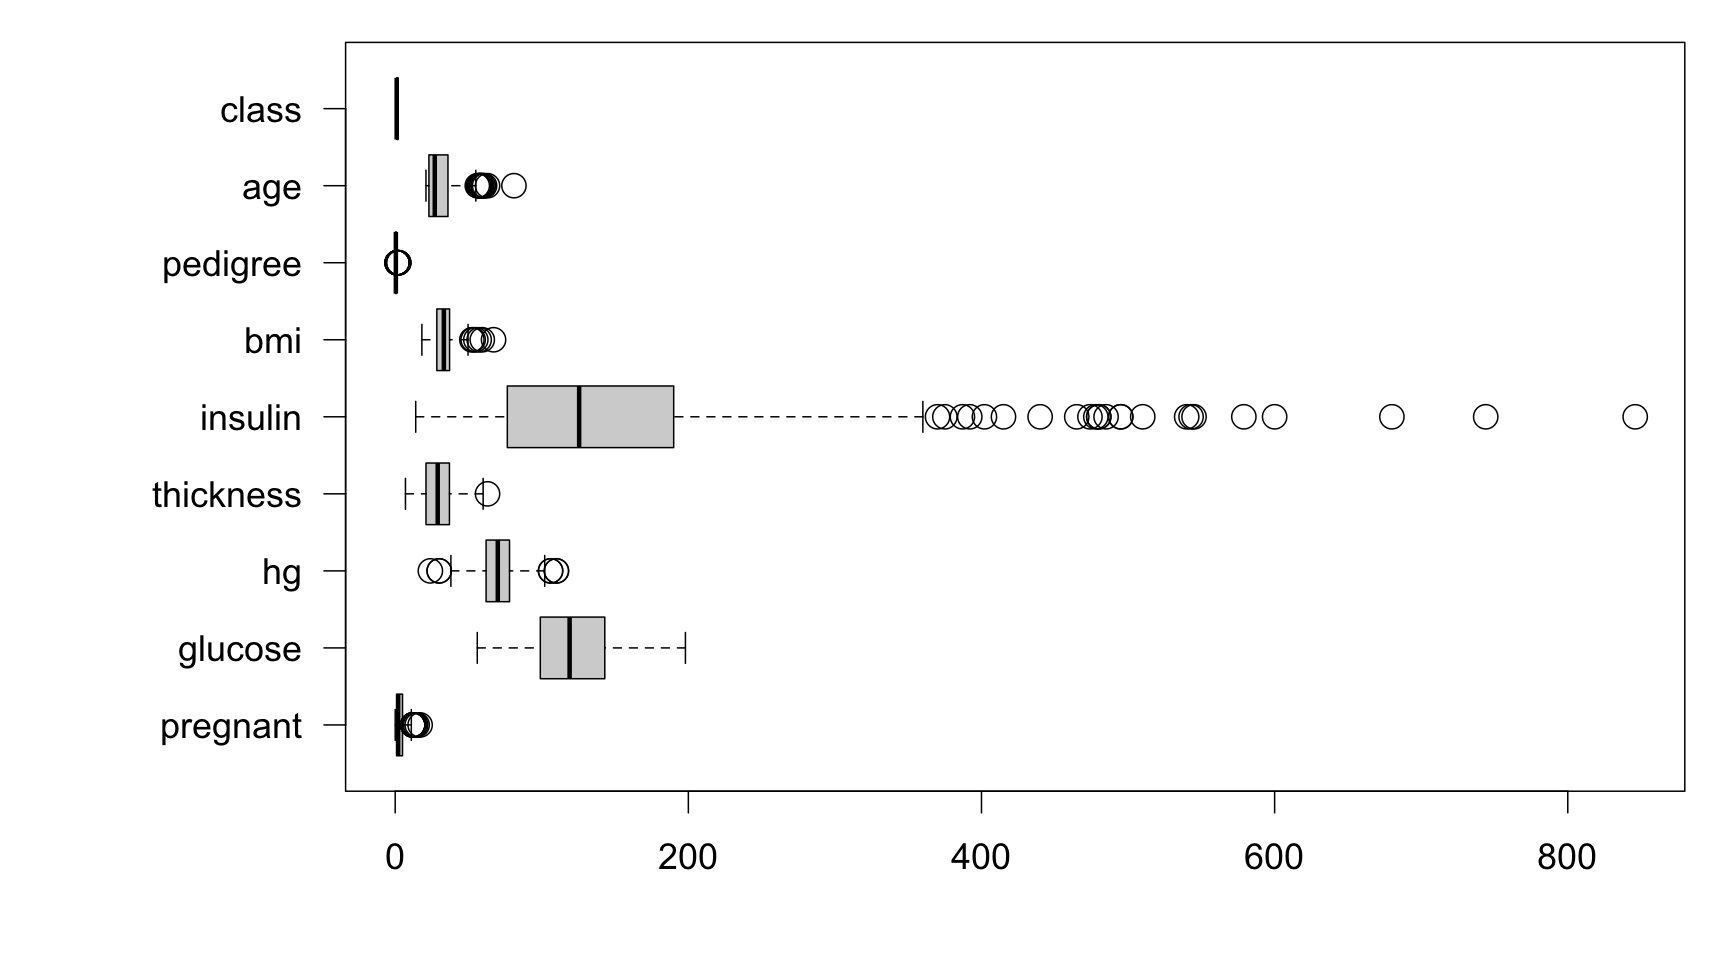 class
age
pedigree
bmi
insulin
thickness
hg
glucose
pregnant
0 200 400 600 800